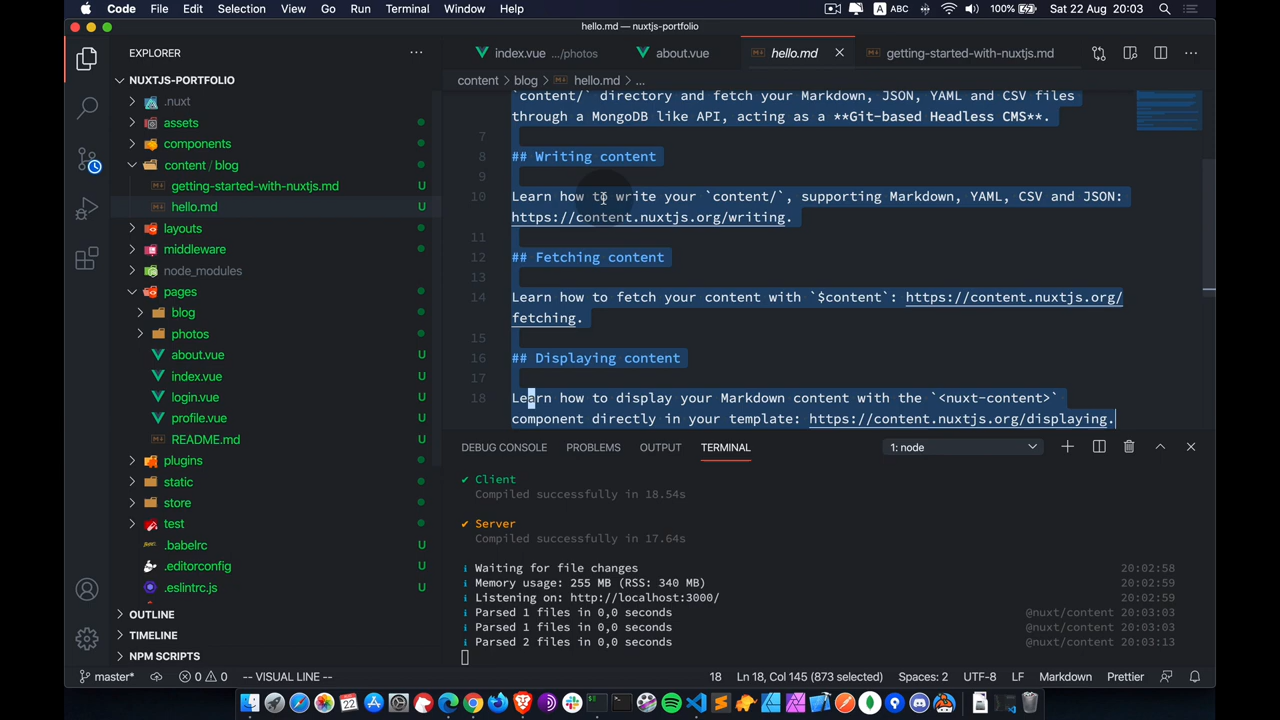 Code File Edit Selection View Go Run Terminal Window Help A ABC 100% Sat 22 Aug 20:03
hello.md — nuxtjs-portfolio
EXPLORER
index.vue .../photos
about.vue
hello.md
getting-started-with-nuxtjs.md
content > blog > hello.md > ...
NUXTJS-PORTFOLIO
.nuxt
assets
components
content / blog
getting-started-with-nuxtjs.md U
hello.md U
layouts
middleware
node_modules
pages
blog
photos
about.vue U
index.vue U
login.vue U
profile.vue U
README.md U
plugins
static
store
test
.babelrc U
.editorconfig U
.eslintrc.js U
OUTLINE
TIMELINE
NPM SCRIPTS
`content/` directory and fetch your Markdown, JSON, YAML and CSV files
through a MongoDB like API, acting as a **Git-based Headless CMS**.
7
8 ## Writing content
9
10 Learn how to write your `content/`, supporting Markdown, YAML, CSV and JSON:
https://content.nuxtjs.org/writing.
11
12 ## Fetching content
13
14 Learn how to fetch your content with `$content`: https://content.nuxtjs.org/
fetching.
15
16 ## Displaying content
17
18 Learn how to display your Markdown content with the `<nuxt-content>`
component directly in your template: https://content.nuxtjs.org/displaying.
DEBUG CONSOLE PROBLEMS OUTPUT TERMINAL 1: node
✔ Client
Compiled successfully in 18.54s
✔ Server
Compiled successfully in 17.64s
i Waiting for file changes 20:02:58
i Memory usage: 255 MB (RSS: 340 MB) 20:02:59
i Listening on: http://localhost:3000/ 20:02:59
i Parsed 1 files in 0,0 seconds @nuxt/content 20:03:03
i Parsed 1 files in 0,0 seconds @nuxt/content 20:03:03
i Parsed 2 files in 0,0 seconds @nuxt/content 20:03:13
master* 0 0 -- VISUAL LINE -- 18 Ln 18, Col 145 (873 selected) Spaces: 2 UTF-8 LF Markdown Prettier